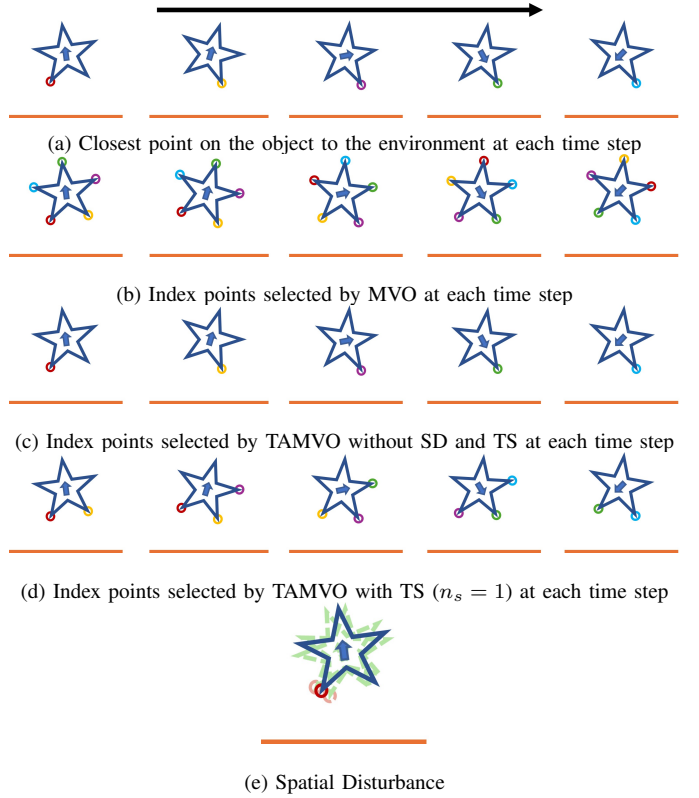 (a) Closest point on the object to the environment at each time step
(b) Index points selected by MVO at each time step
(c) Index points selected by TAMVO without SD and TS at each time step
(d) Index points selected by TAMVO with TS (nₛ = 1) at each time step
(e) Spatial Disturbance